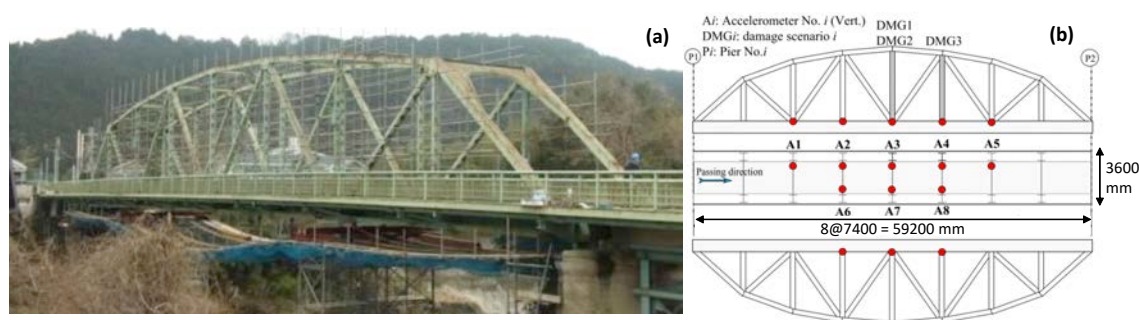 (a)
Ai: Accelerometer No. i (Vert.)
DMGi: damage scenario i
Pi: Pier No.i
DMG1
DMG2
DMG3
(b)
P1
P2
A1 A2 A3 A4 A5
Passing direction
3600
mm
A6 A7 A8
8@7400 = 59200 mm